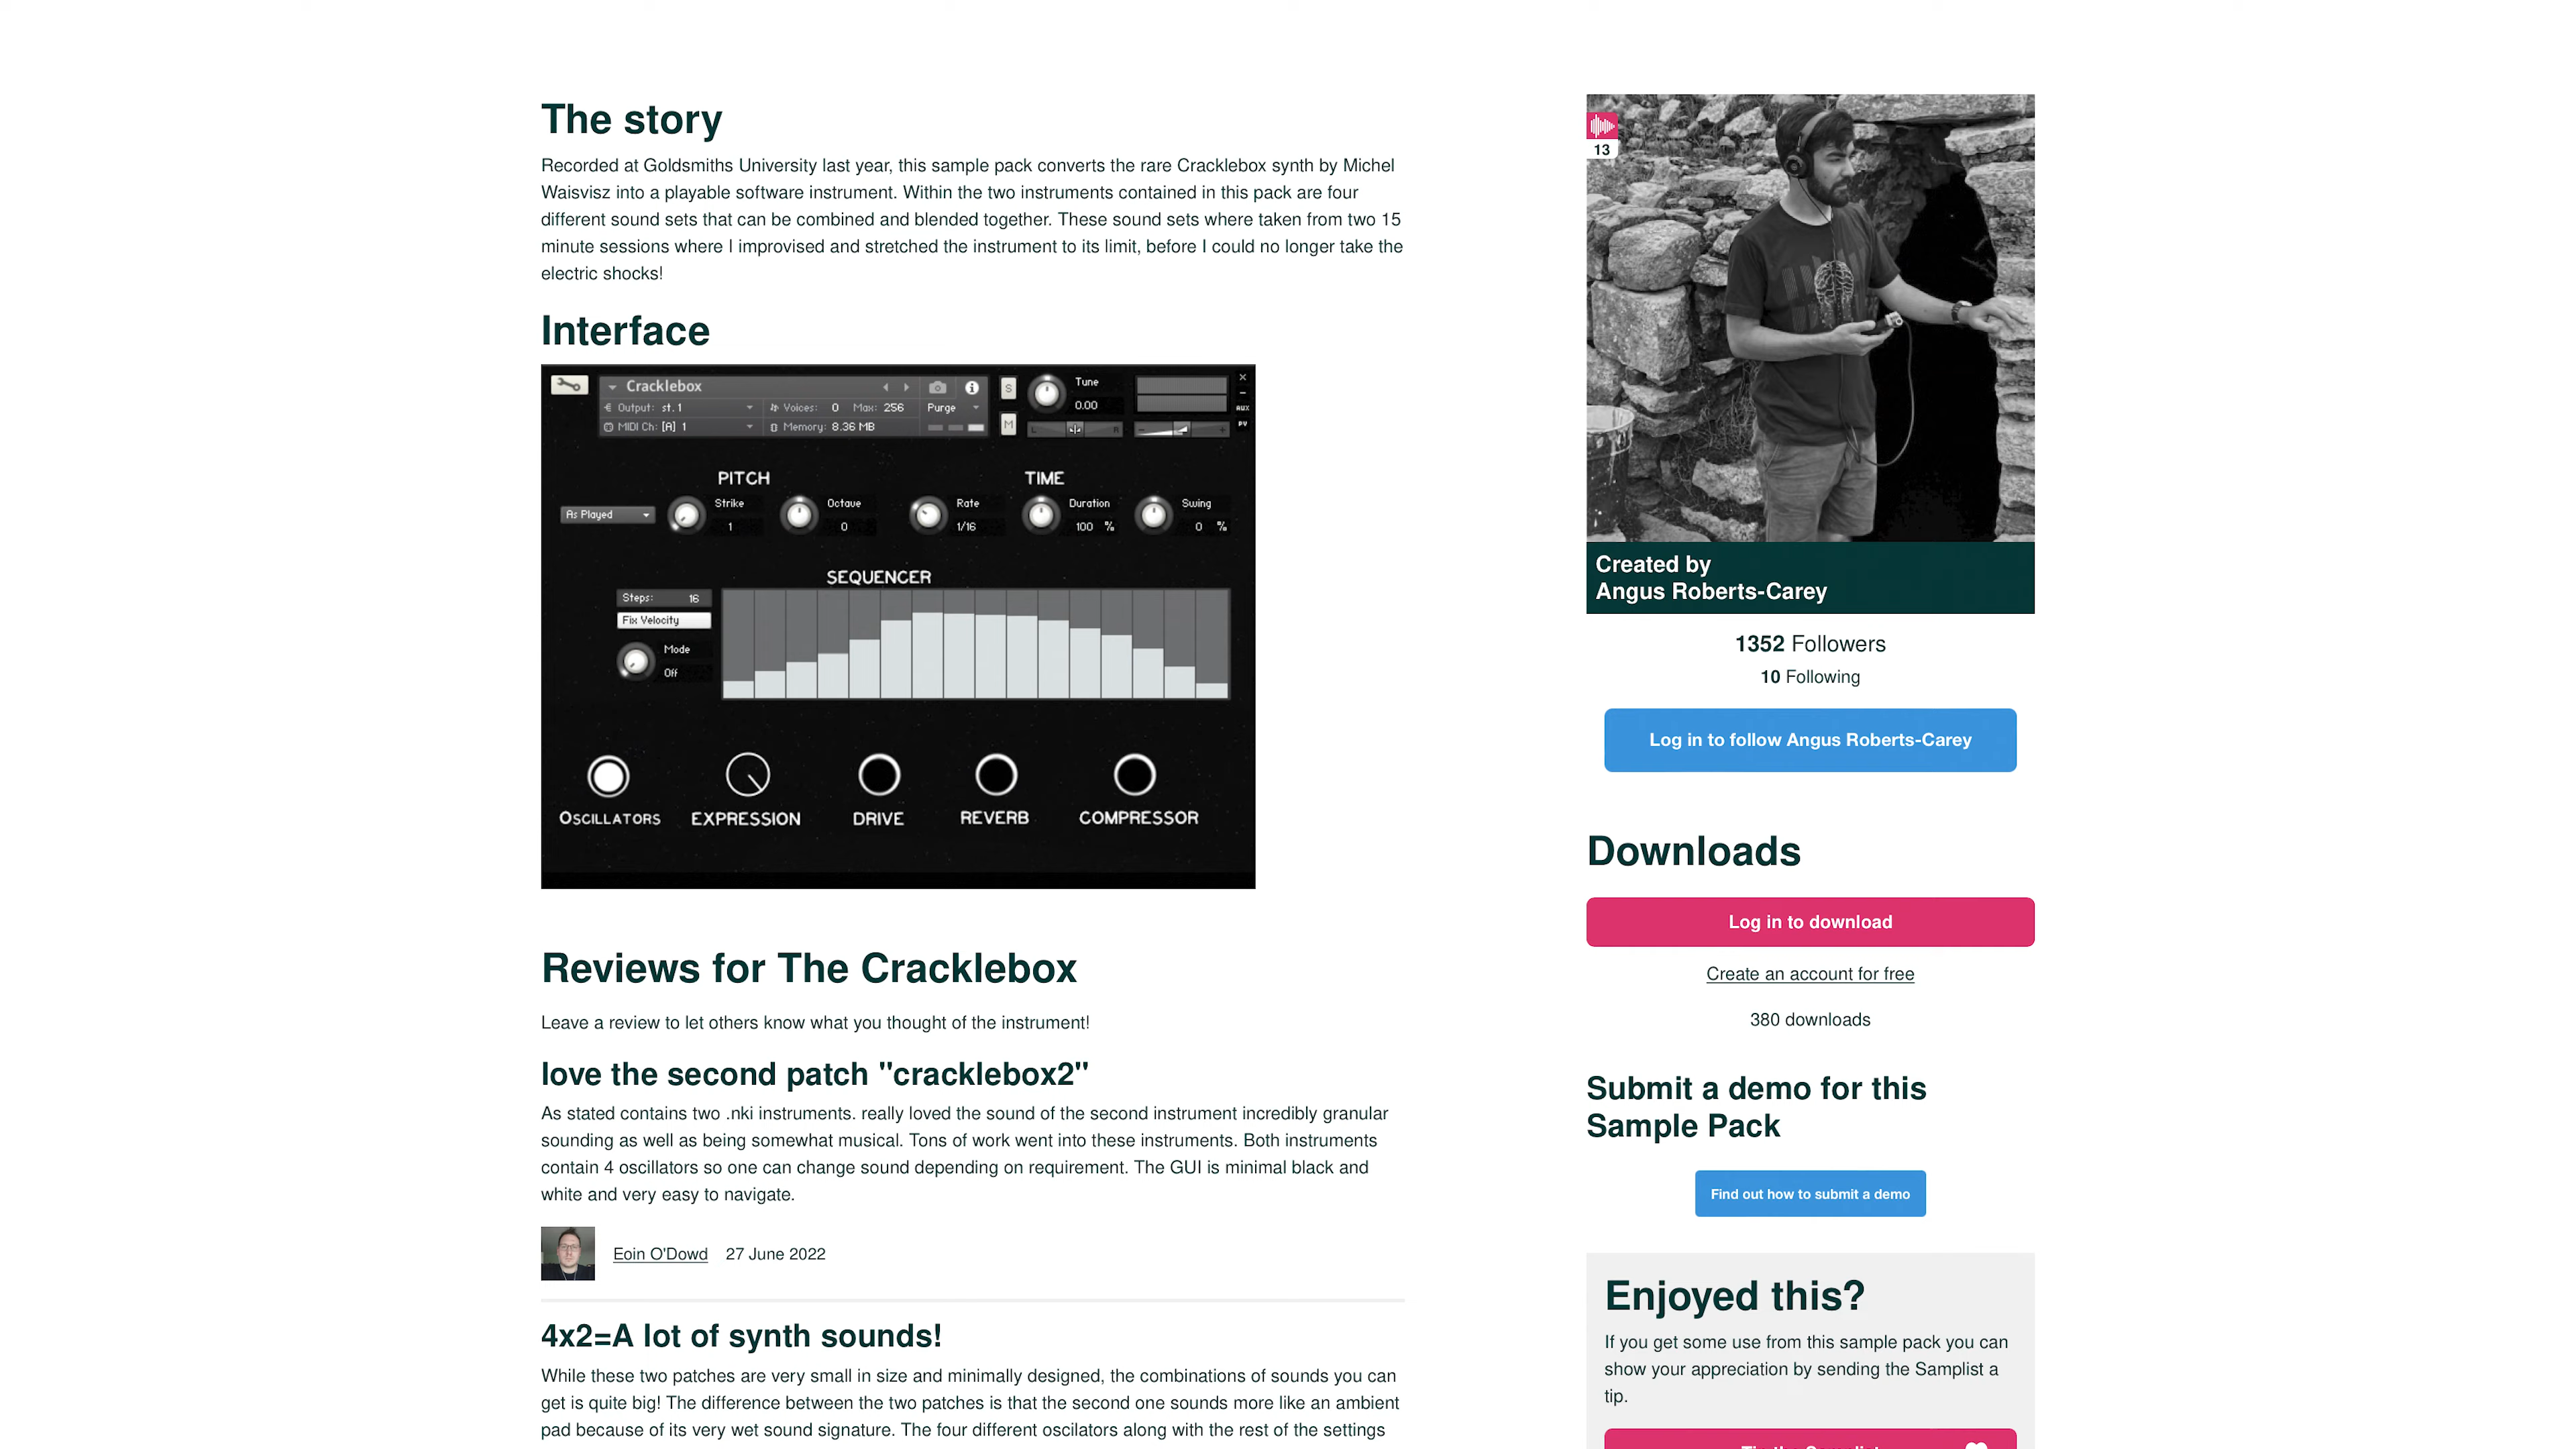 The story
Recorded at Goldsmiths University last year, this sample pack converts the rare Cracklebox synth by Michel
Waisvisz into a playable software instrument. Within the two instruments contained in this pack are four
different sound sets that can be combined and blended together. These sound sets where taken from two 15
minute sessions where I improvised and stretched the instrument to its limit, before I could no longer take the
electric shocks!
Interface
Cracklebox
Output: st.1
Voices: 0 Max: 256
Purge
MIDI Ch: [A] 1
Memory: 8.36 MB
S
M
Tune
0.00
L
R
AUX
PV
PITCH
TIME
As Played
Strike
1
Octave
0
Rate
1/16
Duration
100 %
Swing
0 %
SEQUENCER
Steps: 16
Fix Velocity
Mode
Off
OSCILLATORS
EXPRESSION
DRIVE
REVERB
COMPRESSOR
Reviews for The Cracklebox
Leave a review to let others know what you thought of the instrument!
love the second patch "cracklebox2"
As stated contains two .nki instruments. really loved the sound of the second instrument incredibly granular
sounding as well as being somewhat musical. Tons of work went into these instruments. Both instruments
contain 4 oscillators so one can change sound depending on requirement. The GUI is minimal black and
white and very easy to navigate.
Eoin O'Dowd 27 June 2022
4x2=A lot of synth sounds!
While these two patches are very small in size and minimally designed, the combinations of sounds you can
get is quite big! The difference between the two patches is that the second one sounds more like an ambient
pad because of its very wet sound signature. The four different oscilators along with the rest of the settings
13
Created by
Angus Roberts-Carey
1352 Followers
10 Following
Log in to follow Angus Roberts-Carey
Downloads
Log in to download
Create an account for free
380 downloads
Submit a demo for this
Sample Pack
Find out how to submit a demo
Enjoyed this?
If you get some use from this sample pack you can
show your appreciation by sending the Samplist a
tip.